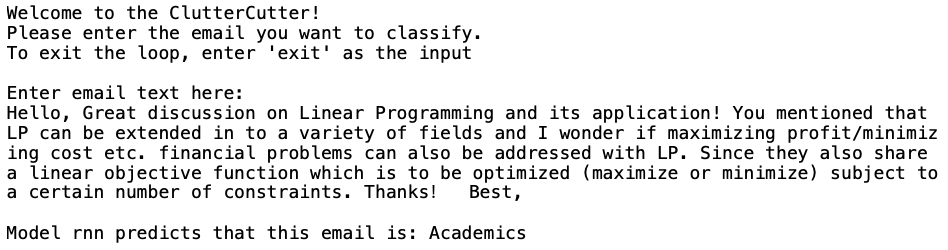 Welcome to the ClutterCutter!
Please enter the email you want to classify.
To exit the loop, enter 'exit' as the input
Enter email text here:
Hello, Great discussion on Linear Programming and its application! You mentioned that
LP can be extended in to a variety of fields and I wonder if maximizing profit/minimiz
ing cost etc. financial problems can also be addressed with LP. Since they also share
a linear objective function which is to be optimized (maximize or minimize) subject to
a certain number of constraints. Thanks!   Best,
Model rnn predicts that this email is: Academics